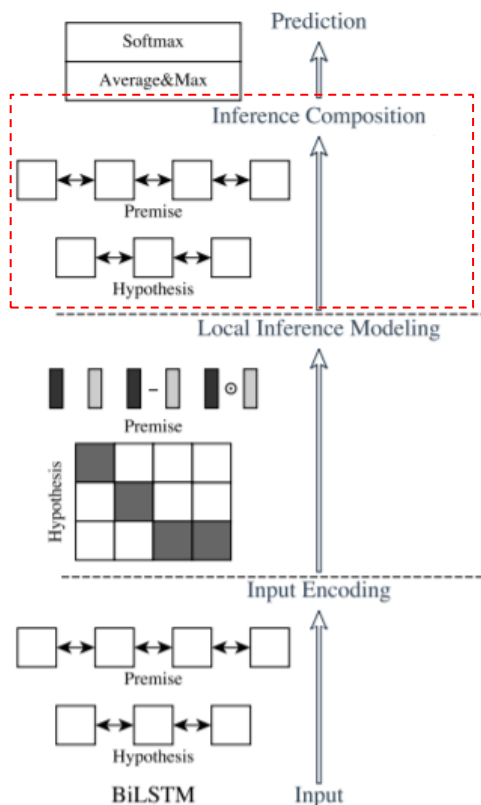 Prediction
Softmax
Average&Max
Inference Composition
Premise
Hypothesis
Local Inference Modeling
Premise
Hypothesis
Input Encoding
Premise
Hypothesis
BiLSTM
Input